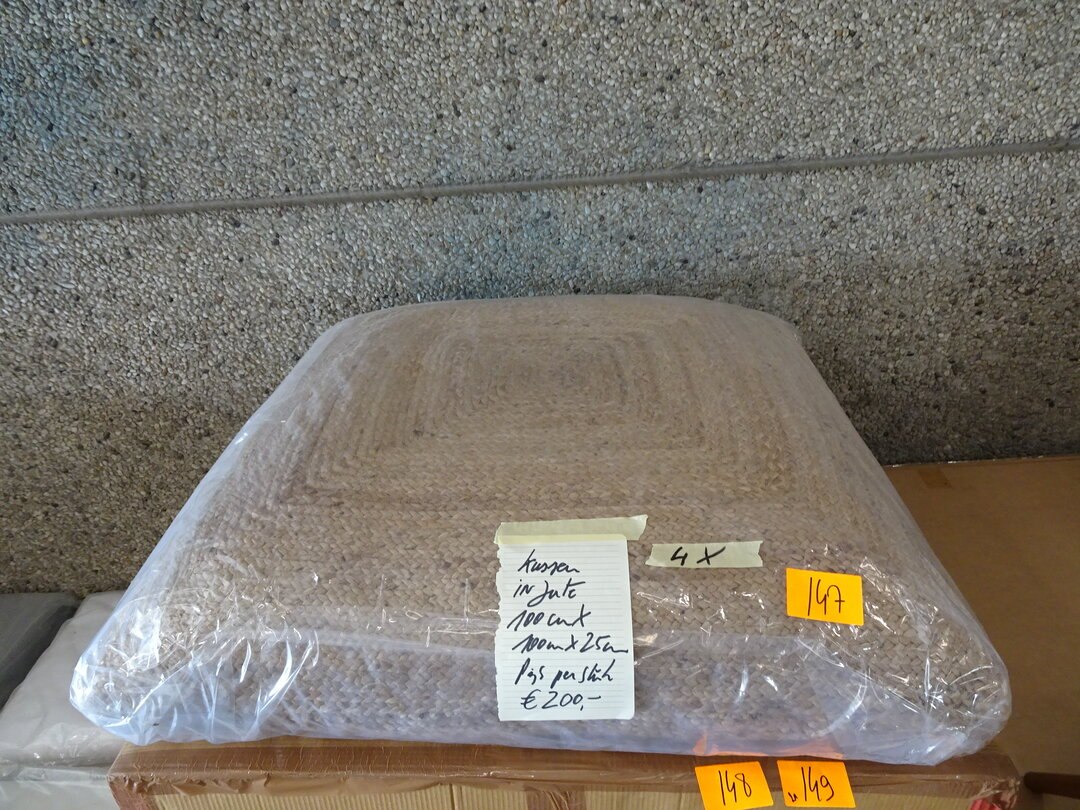 Kussen
in Jute
100 cm X
100 cm X 25 cm
Prijs per stuk
€ 200,-
4 X
147
148
149